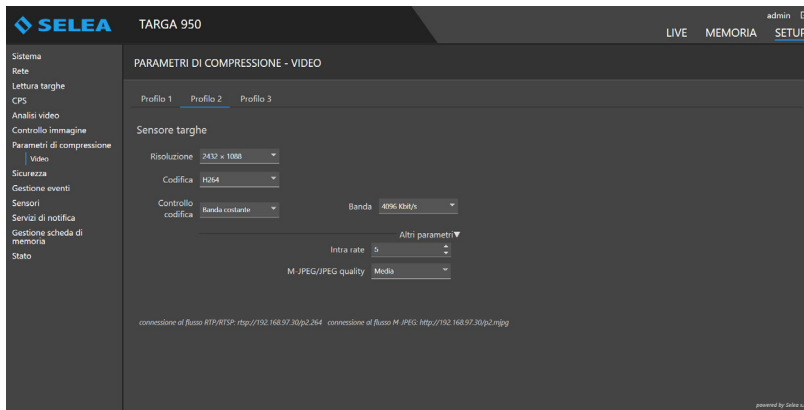 SELEA
TARGA 950
admin
LIVE MEMORIA SETUP
Sistema
Rete
Lettura targhe
CPS
Analisi video
Controllo immagine
Parametri di compressione
Video
Sicurezza
Gestione eventi
Sensori
Servizi di notifica
Gestione scheda di
memoria
Stato
PARAMETRI DI COMPRESSIONE - VIDEO
Profilo 1 Profilo 2 Profilo 3
Sensore targhe
Risoluzione 2432 x 1088
Codifica H264
Controllo
codifica Banda costante Banda 4096 Kbit/s
Altri parametri▼
Intra rate 5
M-JPEG/JPEG quality Media
connessione al flusso RTP/RTSP: rtsp://192.168.97.30/p2.264 connessione al flusso M-JPEG: http://192.168.97.30/p2.mjpg
powered by Selea